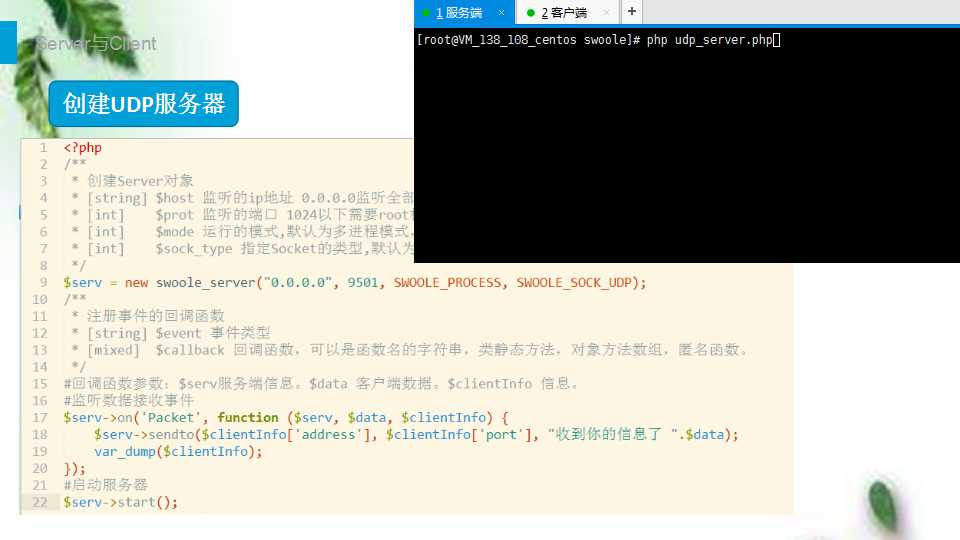 Server与Client
创建UDP服务器
1 服务端 ×
2 客户端 ×
+
[root@VM_138_108_centos swoole]# php udp_server.php
1 <?php
2 /**
3 * 创建Server对象
4 * [string] $host 监听的ip地址 0.0.0.0监听全部
5 * [int] $prot 监听的端口 1024以下需要root
6 * [int] $mode 运行的模式,默认为多进程模式
7 * [int] $sock_type 指定Socket的类型,默认为
8 */
9 $serv = new swoole_server("0.0.0.0", 9501, SWOOLE_PROCESS, SWOOLE_SOCK_UDP);
10 /**
11 * 注册事件的回调函数
12 * [string] $event 事件类型
13 * [mixed] $callback 回调函数，可以是函数名的字符串，类静态方法，对象方法数组，匿名函数。
14 */
15 #回调函数参数：$serv服务端信息。$data 客户端数据。$clientInfo 信息。
16 #监听数据接收事件
17 $serv->on('Packet', function ($serv, $data, $clientInfo) {
18 $serv->sendto($clientInfo['address'], $clientInfo['port'], "收到你的信息了 ".$data);
19 var_dump($clientInfo);
20 });
21 #启动服务器
22 $serv->start();